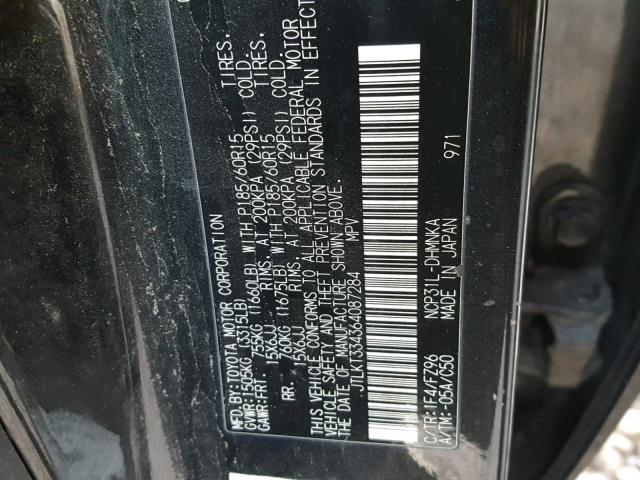 MFD BY:TOYOTA MOTOR CORPORATION
GVWR:1505KG (3315LB)
GAWR:FRT. 755KG (1660LB) WITH P185/60R15 TIRES.
15X6JJ RIMS, AT 200KPA (29PSI) COLD.
RR. 760KG (1675LB) WITH P185/60R15 TIRES.
15X6JJ RIMS, AT 200KPA (29PSI) COLD.
THIS VEHICLE CONFORMS TO ALL APPLICABLE FEDERAL MOTOR
VEHICLE SAFETY AND THEFT PREVENTION STANDARDS IN EFFECT
ON THE DATE OF MANUFACTURE SHOWN ABOVE.
JTLKT334364087284 MPV
C/TR:1E4/FZ96 NCP31L-DHMNKA
A/TM:-05A/C50 MADE IN JAPAN 971